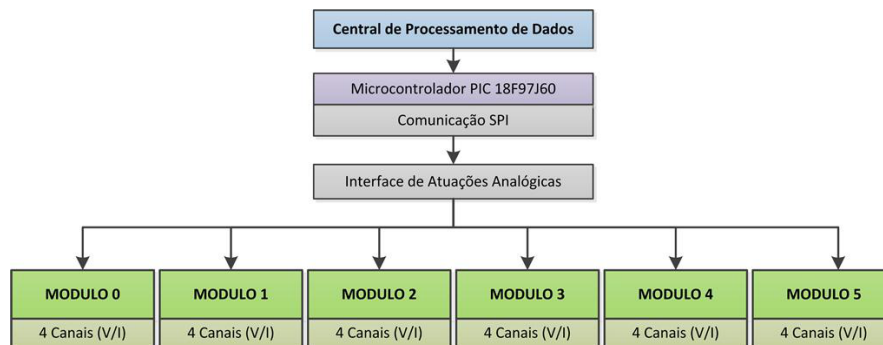 Central de Processamento de Dados
Microcontrolador PIC 18F97J60
Comunicação SPI
Interface de Atuações Analógicas
MODULO 0
MODULO 1
MODULO 2
MODULO 3
MODULO 4
MODULO 5
4 Canais (V/I)
4 Canais (V/I)
4 Canais (V/I)
4 Canais (V/I)
4 Canais (V/I)
4 Canais (V/I)